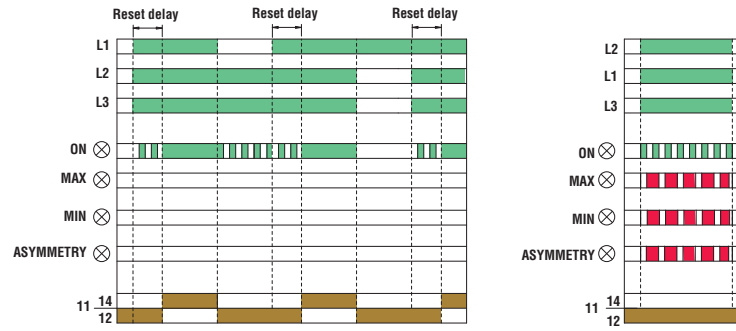 Reset delay Reset delay Reset delay
L1
L2
L3
ON
MAX
MIN
ASYMMETRY
11 14
12
L2
L1
L3
ON
MAX
MIN
ASYMMETRY
11 14
12